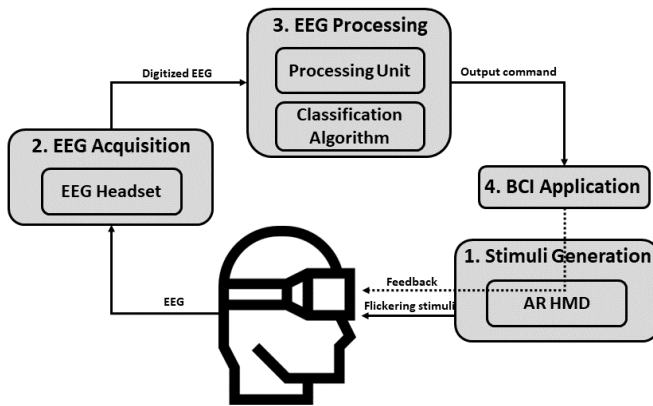 3. EEG Processing
Processing Unit
Classification
Algorithm
Digitized EEG
Output command
2. EEG Acquisition
EEG Headset
4. BCI Application
1. Stimuli Generation
AR HMD
Feedback
Flickering stimuli
EEG